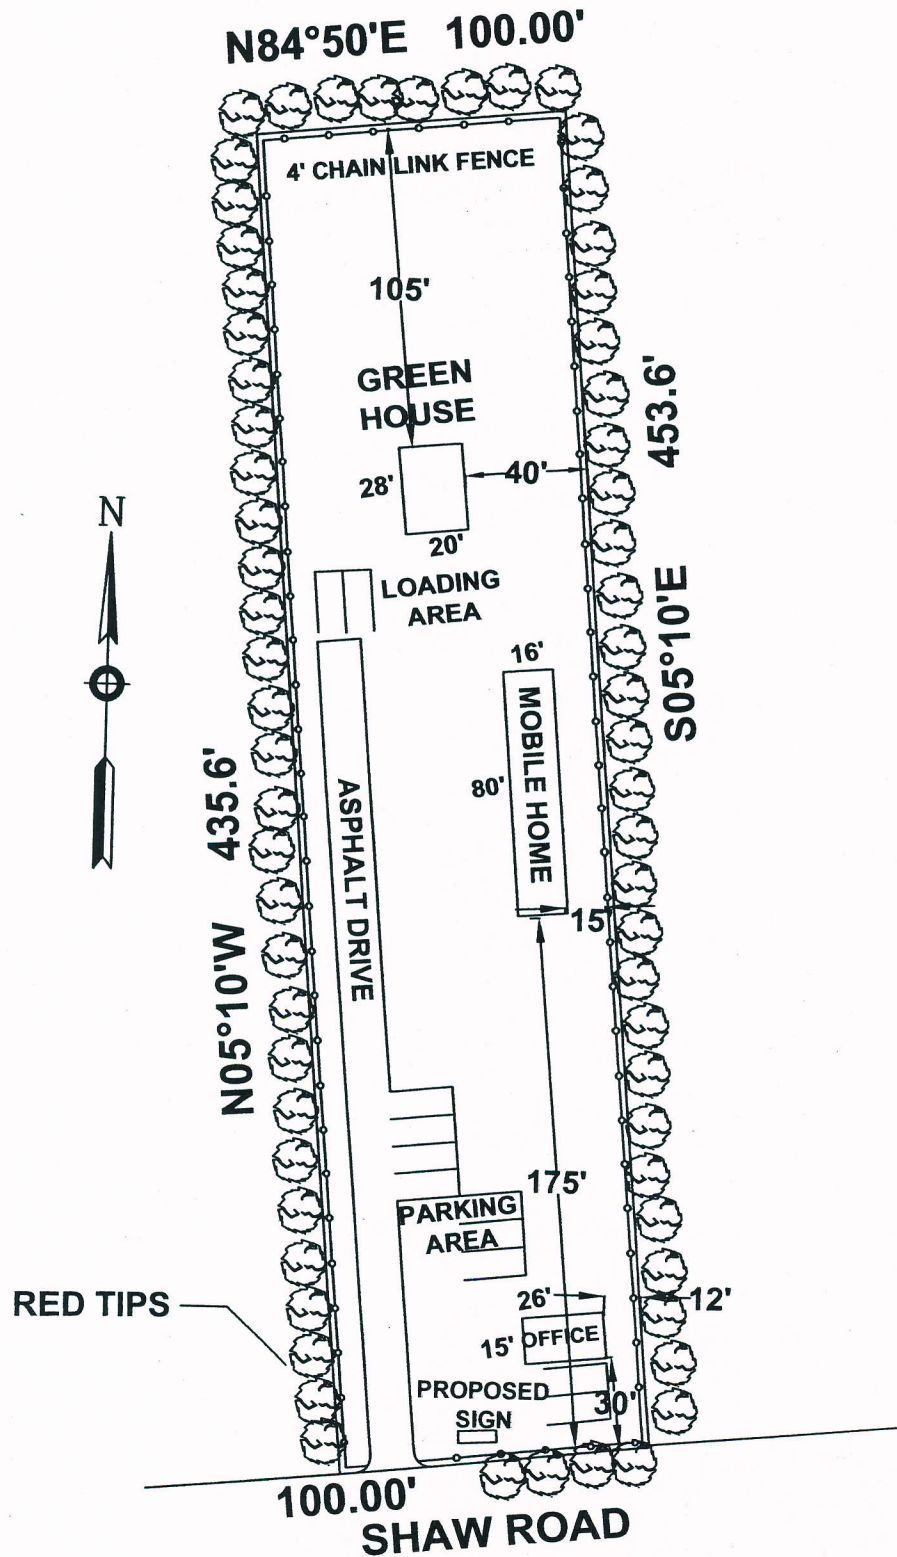 N84°50'E 100.00'
4' CHAIN LINK FENCE
105'
GREEN
HOUSE
453.6'
28'
40'
20'
N
LOADING
AREA
S05°10'E
16'
MOBILE HOME
80'
435.6'
ASPHALT DRIVE
15'
N05°10'W
175'
PARKING
AREA
RED TIPS
26'
12'
15'
OFFICE
PROPOSED
SIGN
30'
100.00'
SHAW ROAD